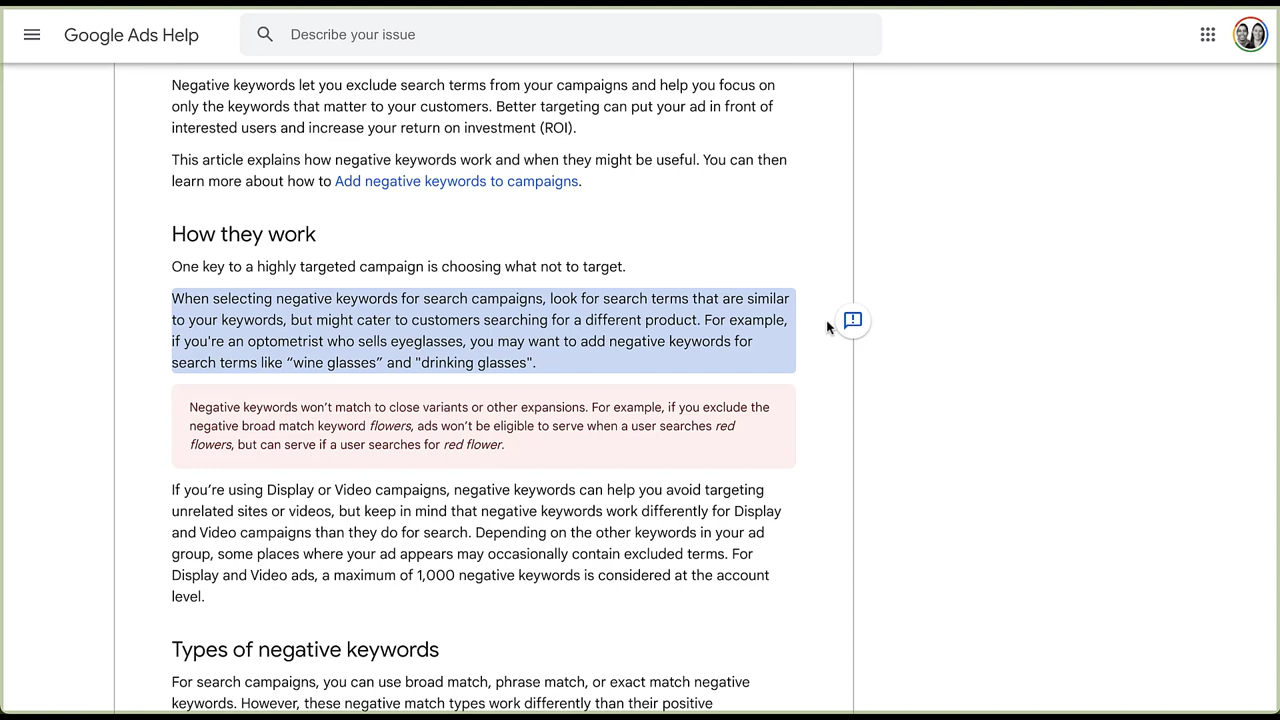 Google Ads Help
Describe your issue
Negative keywords let you exclude search terms from your campaigns and help you focus on
only the keywords that matter to your customers. Better targeting can put your ad in front of
interested users and increase your return on investment (ROI).
This article explains how negative keywords work and when they might be useful. You can then
learn more about how to Add negative keywords to campaigns.
How they work
One key to a highly targeted campaign is choosing what not to target.
When selecting negative keywords for search campaigns, look for search terms that are similar
to your keywords, but might cater to customers searching for a different product. For example,
if you're an optometrist who sells eyeglasses, you may want to add negative keywords for
search terms like “wine glasses” and "drinking glasses".
Negative keywords won’t match to close variants or other expansions. For example, if you exclude the
negative broad match keyword flowers, ads won’t be eligible to serve when a user searches red
flowers, but can serve if a user searches for red flower.
If you’re using Display or Video campaigns, negative keywords can help you avoid targeting
unrelated sites or videos, but keep in mind that negative keywords work differently for Display
and Video campaigns than they do for search. Depending on the other keywords in your ad
group, some places where your ad appears may occasionally contain excluded terms. For
Display and Video ads, a maximum of 1,000 negative keywords is considered at the account
level.
Types of negative keywords
For search campaigns, you can use broad match, phrase match, or exact match negative
keywords. However, these negative match types work differently than their positive